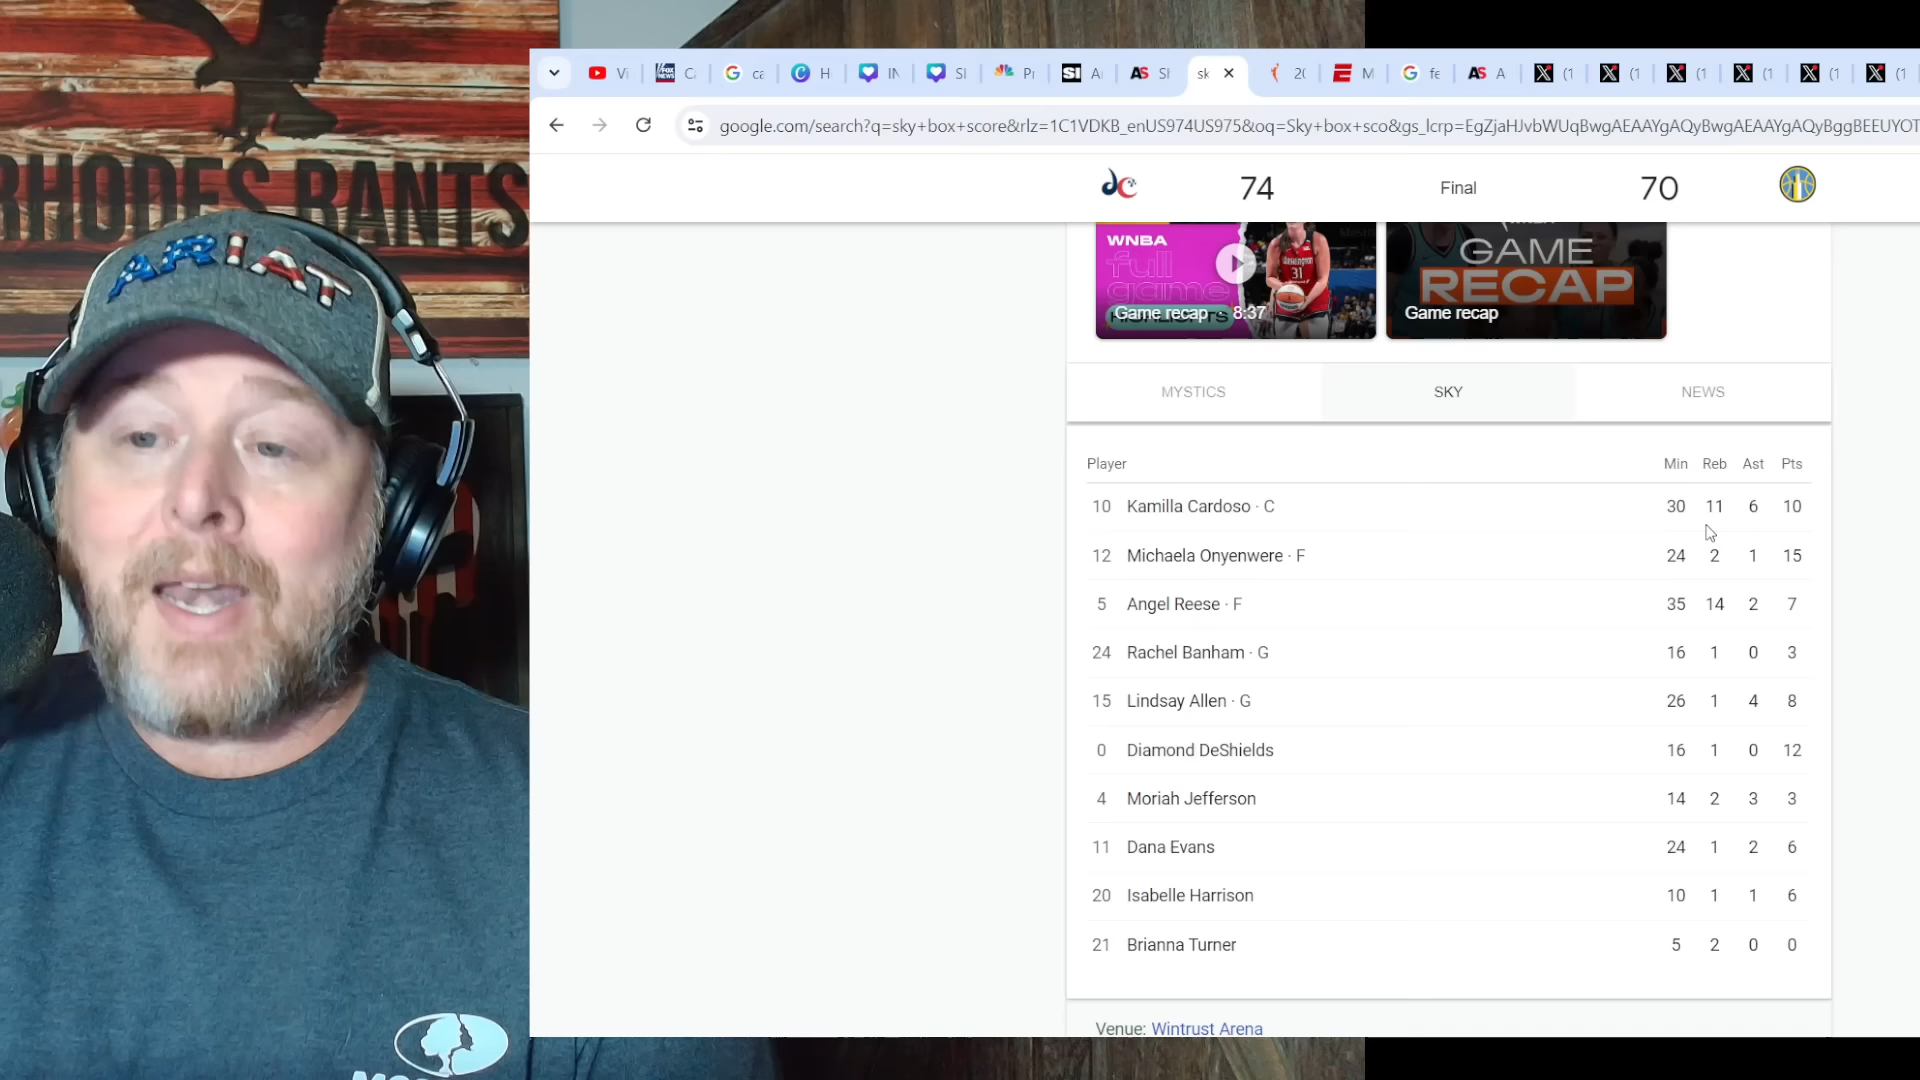 RHODES RANTS
ARIAT
google.com/search?q=sky+box+score&rlz=1C1VDKB_enUS974US975&oq=Sky+box+sco&gs_lcrp=EgZjaHJvbWUqBwgAEAAYgAQyBwgAEAAYgAQyBggBEEUYOT
74 Final 70
WNBA
full
game
HIGHLIGHTS
Game recap · 8:37
Washington
31
GAME
RECAP
Game recap
MYSTICS SKY NEWS
Player Min Reb Ast Pts
10 Kamilla Cardoso · C 30 11 6 10
12 Michaela Onyenwere · F 24 2 1 15
5 Angel Reese · F 35 14 2 7
24 Rachel Banham · G 16 1 0 3
15 Lindsay Allen · G 26 1 4 8
0 Diamond DeShields 16 1 0 12
4 Moriah Jefferson 14 2 3 3
11 Dana Evans 24 1 2 6
20 Isabelle Harrison 10 1 1 6
21 Brianna Turner 5 2 0 0
Venue: Wintrust Arena